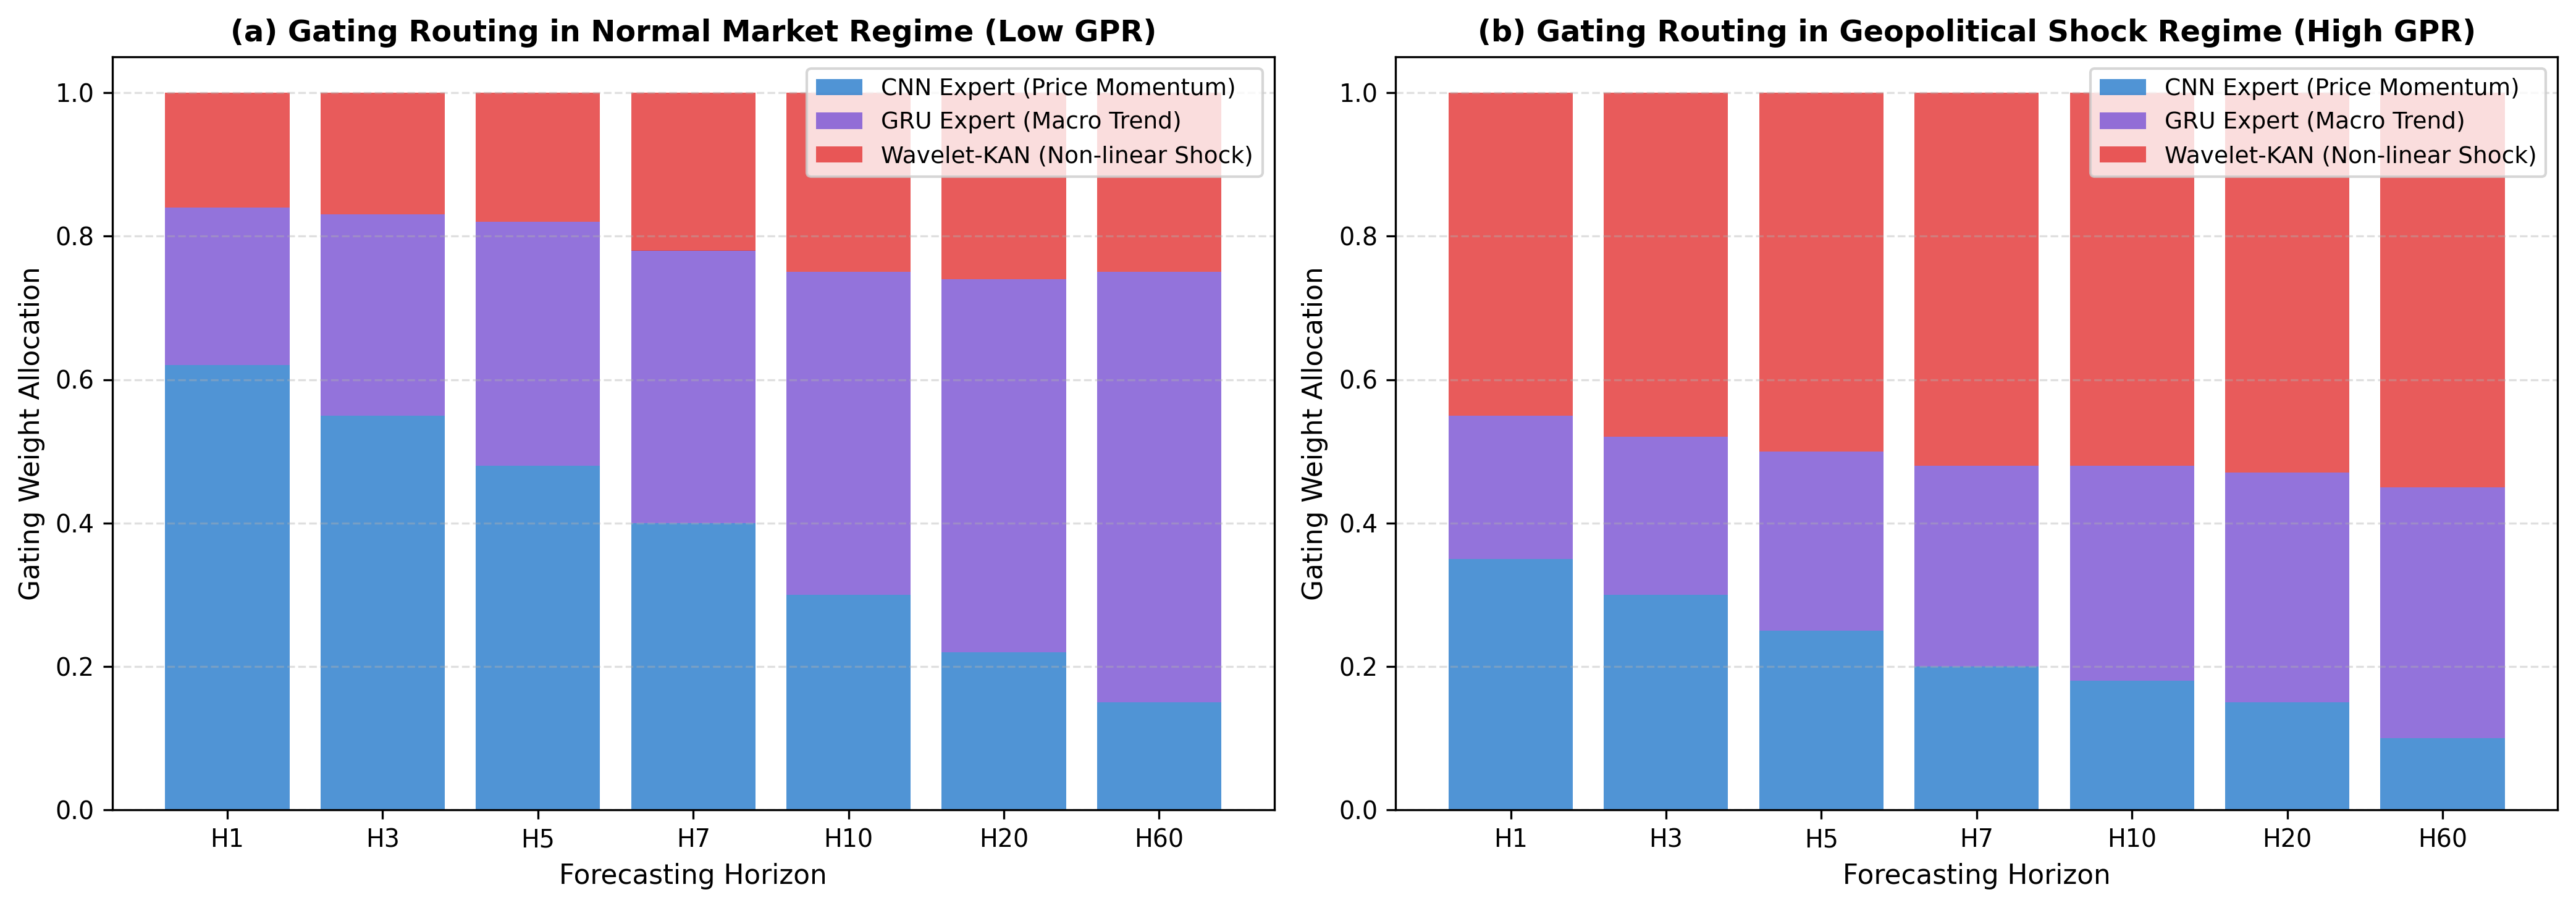 (a) Gating Routing in Normal Market Regime (Low GPR)
CNN Expert (Price Momentum)
GRU Expert (Macro Trend)
Wavelet-KAN (Non-linear Shock)
Gating Weight Allocation
1.0
0.8
0.6
0.4
0.2
0.0
H1 H3 H5 H7 H10 H20 H60
Forecasting Horizon
(b) Gating Routing in Geopolitical Shock Regime (High GPR)
CNN Expert (Price Momentum)
GRU Expert (Macro Trend)
Wavelet-KAN (Non-linear Shock)
Gating Weight Allocation
1.0
0.8
0.6
0.4
0.2
0.0
H1 H3 H5 H7 H10 H20 H60
Forecasting Horizon